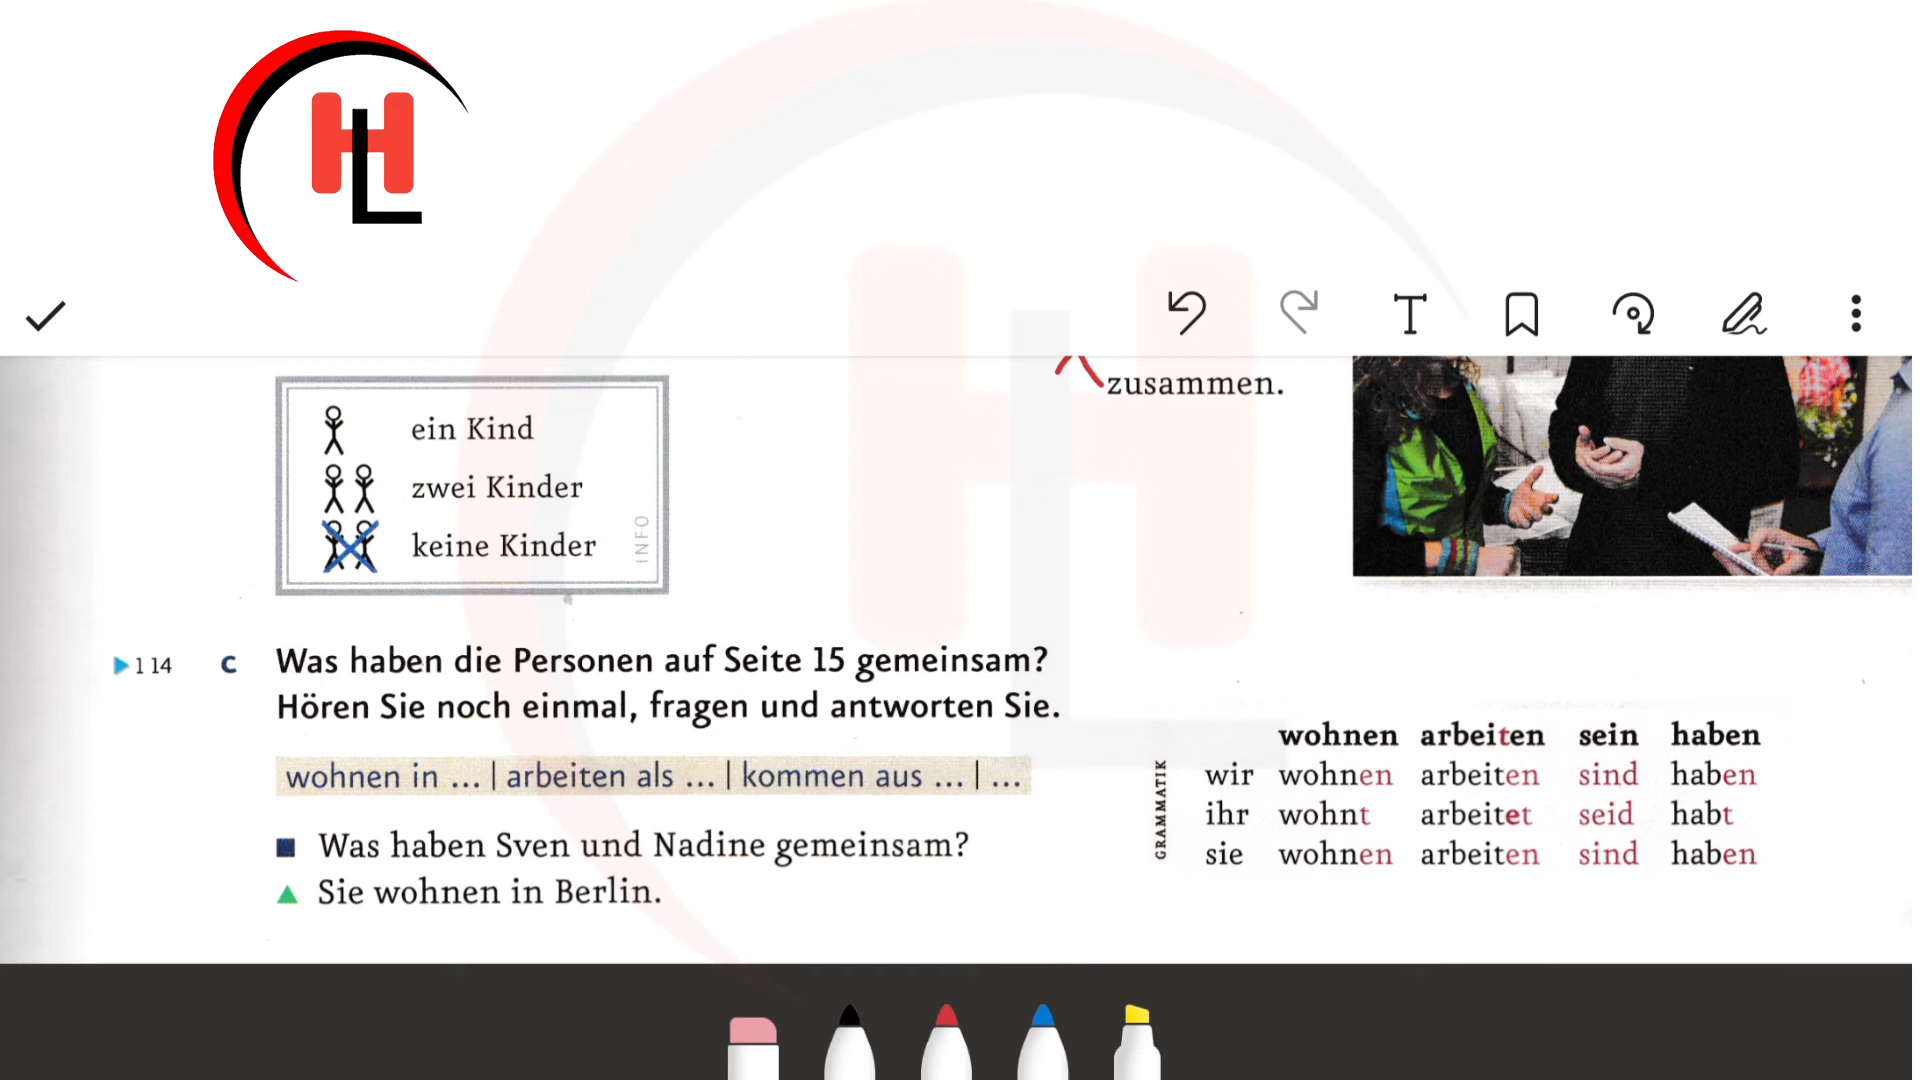 HL
zusammen.
ein Kind
zwei Kinder
keine Kinder
INFO
▶1 14 c Was haben die Personen auf Seite 15 gemeinsam?
Hören Sie noch einmal, fragen und antworten Sie.
wohnen in ... | arbeiten als ... | kommen aus ... | ...
■ Was haben Sven und Nadine gemeinsam?
▲ Sie wohnen in Berlin.
GRAMMATIK
wohnen arbeiten sein haben
wir wohnen arbeiten sind haben
ihr wohnt arbeitet seid habt
sie wohnen arbeiten sind haben